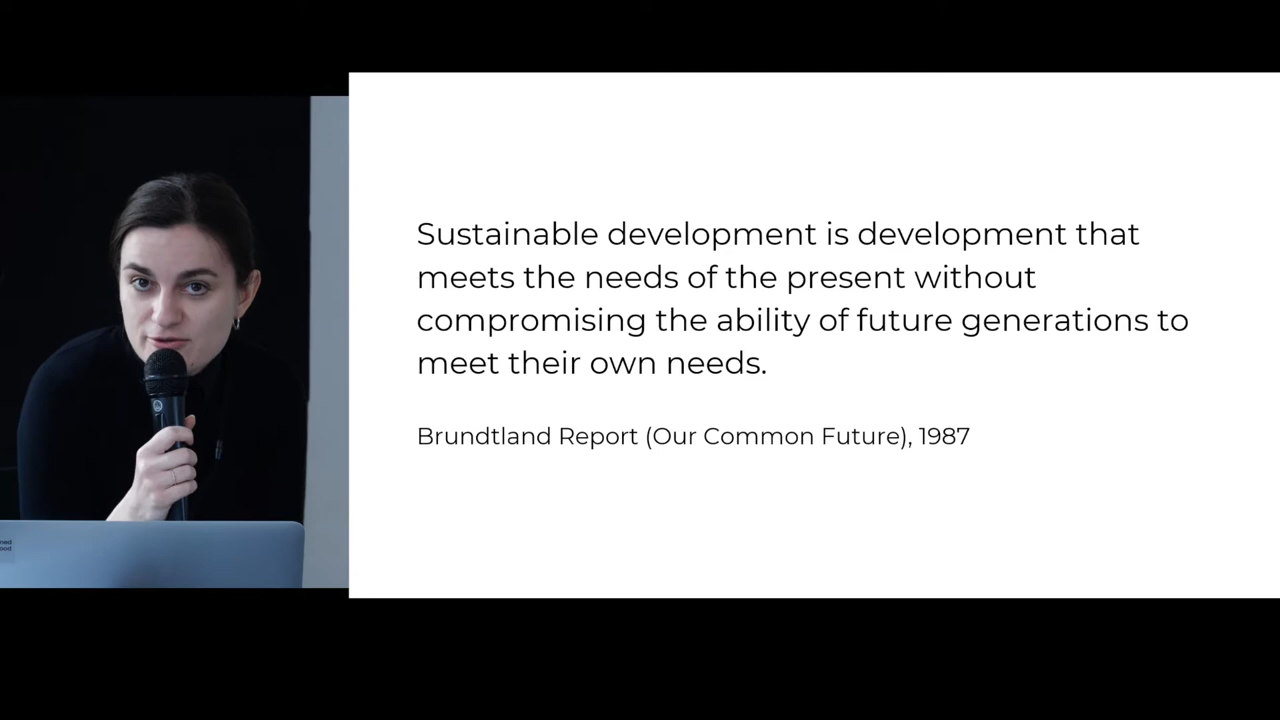 Sustainable development is development that
meets the needs of the present without
compromising the ability of future generations to
meet their own needs.
Brundtland Report (Our Common Future), 1987